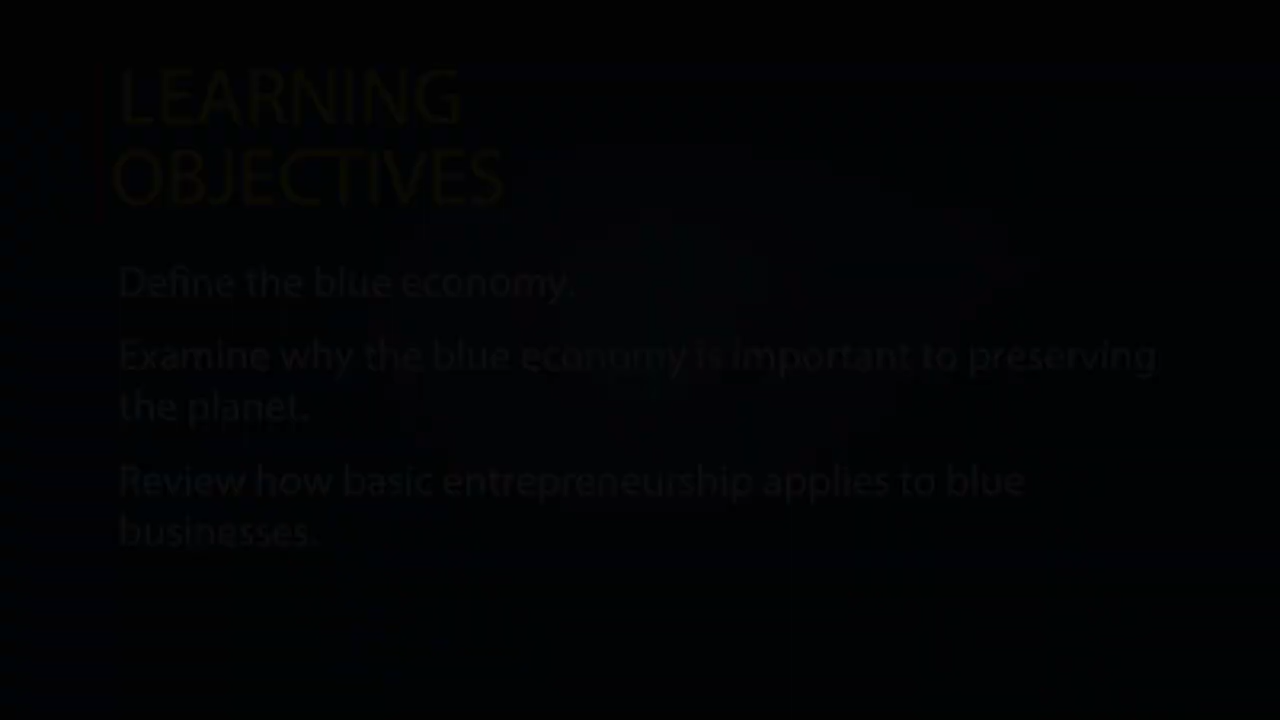 LEARNING
OBJECTIVES
Define the blue economy.
Examine why the blue economy is important to preserving
the planet.
Review how basic entrepreneurship applies to blue
businesses.